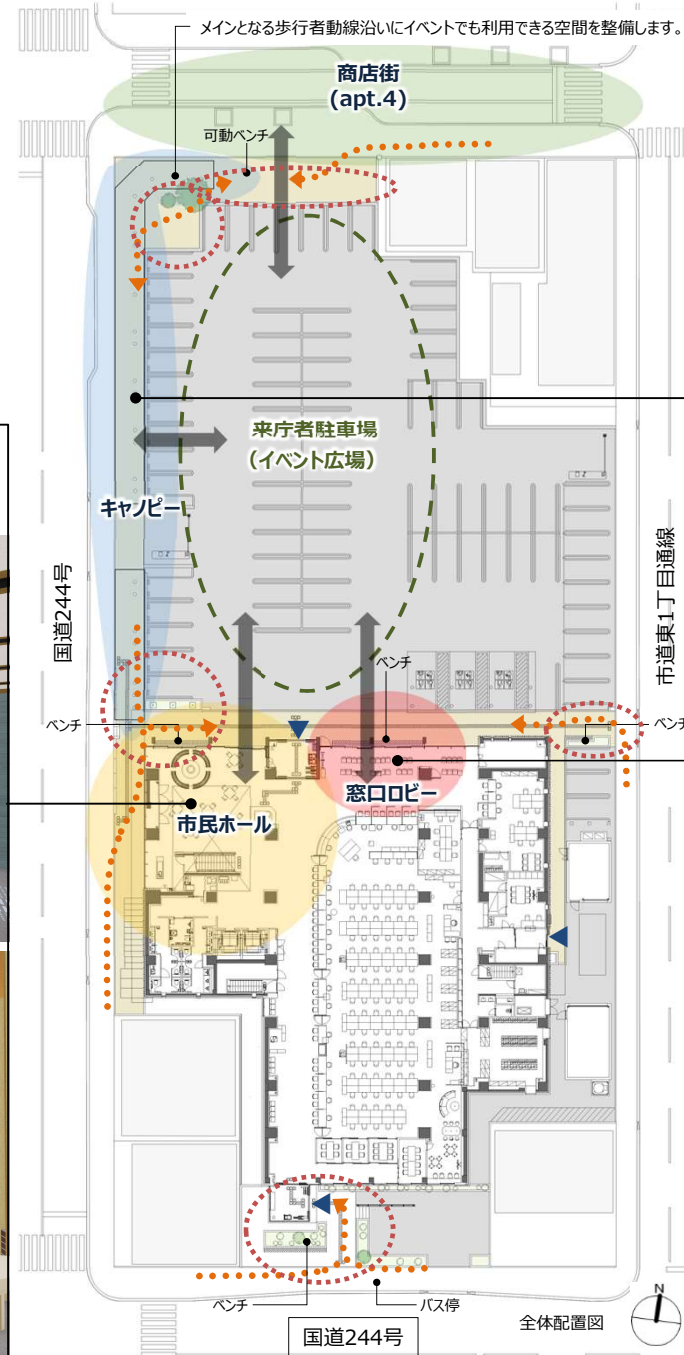 メインとなる歩行者動線沿いにイベントでも利用できる空間を整備します。
商店街
(apt.4)
可動ベンチ
来庁者駐車場
(イベント広場)
キャノピー
国道244号
市道東1丁目通線
ベンチ
ベンチ
ベンチ
窓口ロビー
市民ホール
ベンチ
バス停
全体配置図
N
国道244号